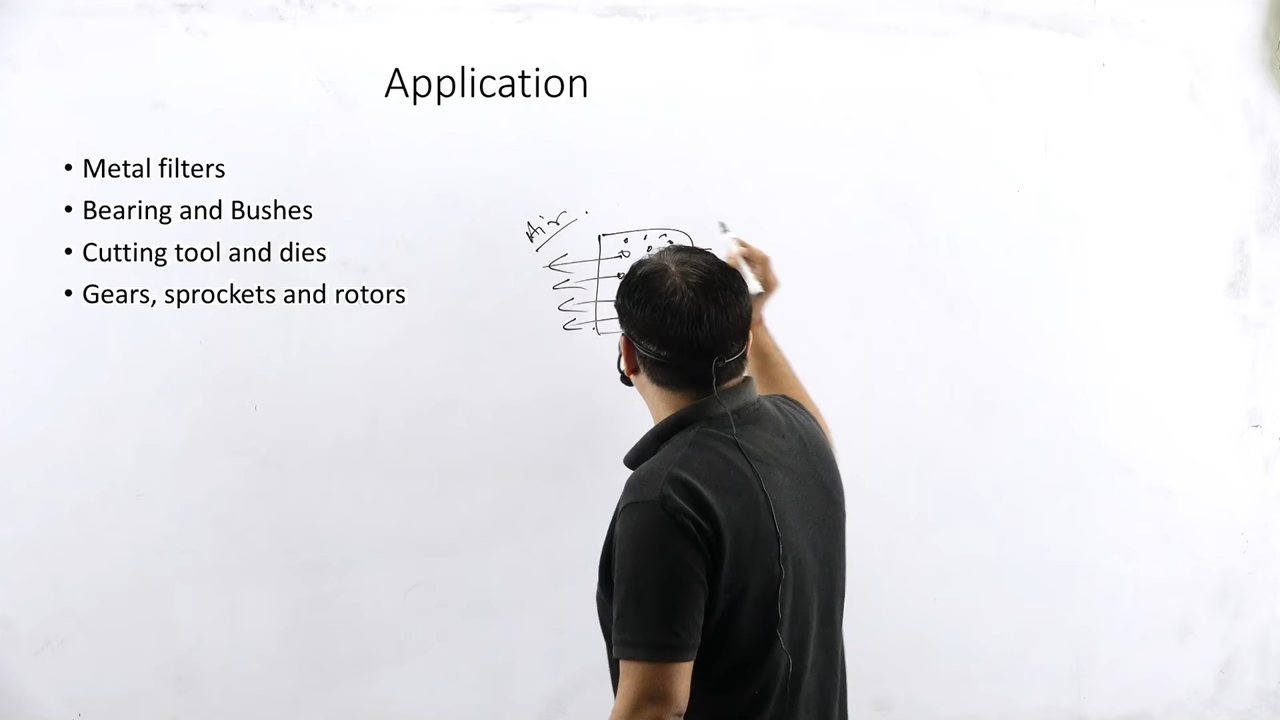 Application
• Metal filters
• Bearing and Bushes
• Cutting tool and dies
• Gears, sprockets and rotors
Air